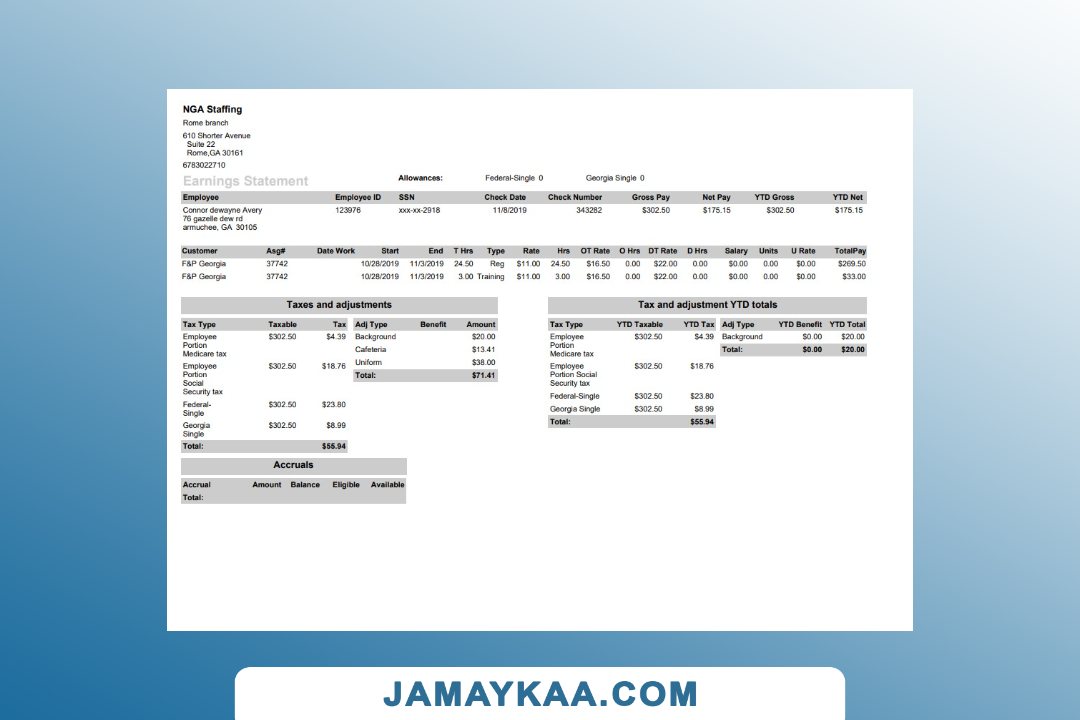 NGA Staffing
Rome branch
610 Shorter Avenue
Suite 22
Rome,GA 30161
6783022710
Earnings Statement Allowances: Federal-Single 0 Georgia Single 0
Employee Employee ID SSN Check Date Check Number Gross Pay Net Pay YTD Gross YTD Net
Connor dewayne Avery 123976 xxx-xx-2918 11/8/2019 343282 $302.50 $175.15 $302.50 $175.15
76 gazelle dew rd
armuchee, GA 30105
Customer Asg# Date Work Start End T Hrs Type Rate Hrs OT Rate O Hrs DT Rate D Hrs Salary Units U Rate TotalPay
F&P Georgia 37742 10/28/2019 11/3/2019 24.50 Reg $11.00 24.50 $16.50 0.00 $22.00 0.00 $0.00 0.00 $0.00 $269.50
F&P Georgia 37742 10/28/2019 11/3/2019 3.00 Training $11.00 3.00 $16.50 0.00 $22.00 0.00 $0.00 0.00 $0.00 $33.00
Taxes and adjustments
Tax Type Taxable Tax
Employee $302.50 $4.39
Portion
Medicare tax
Employee $302.50 $18.76
Portion
Social
Security tax
Federal- $302.50 $23.80
Single
Georgia $302.50 $8.99
Single
Total: $55.94
Adj Type Benefit Amount
Background $20.00
Cafeteria $13.41
Uniform $38.00
Total: $71.41
Tax and adjustment YTD totals
Tax Type YTD Taxable YTD Tax
Employee $302.50 $4.39
Portion
Medicare tax
Employee $302.50 $18.76
Portion Social
Security tax
Federal-Single $302.50 $23.80
Georgia Single $302.50 $8.99
Total: $55.94
Adj Type YTD Benefit YTD Total
Background $0.00 $20.00
Total: $0.00 $20.00
Accruals
Accrual Amount Balance Eligible Available
Total:
JAMAYKAA.COM